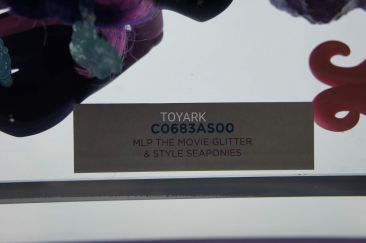 TOYARK
C0683AS00
MLP THE MOVIE GLITTER
& STYLE SEAPONIES